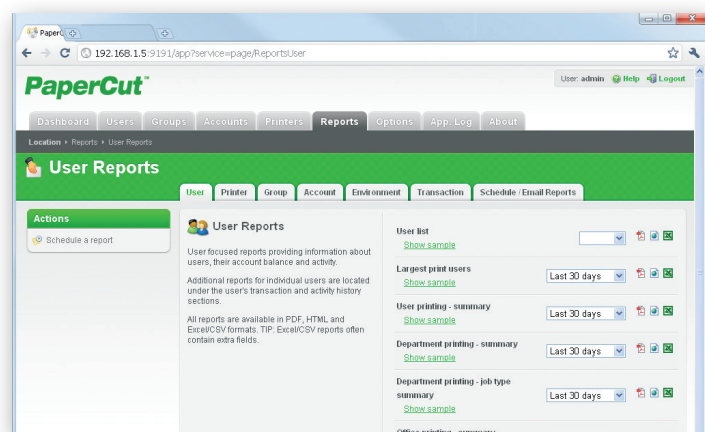 PaperC
192.168.1.5:9191/app?service=page/ReportsUser
PaperCut™
User: admin Help Logout
Dashboard Users Groups Accounts Printers Reports Options App. Log About
Location Reports User Reports
User Reports
User Printer Group Account Environment Transaction Schedule / Email Reports
Actions
Schedule a report
User Reports
User focused reports providing information about
users, their account balance and activity.
Additional reports for individual users are located
under the user's transaction and activity history
sections.
All reports are available in PDF, HTML and
Excel/CSV formats. TIP: Excel/CSV reports often
contain extra fields.
User list
Show sample
Largest print users
Show sample
Last 30 days
User printing - summary
Show sample
Last 30 days
Department printing - summary
Show sample
Last 30 days
Department printing - job type
summary
Show sample
Last 30 days
Office printing - summary